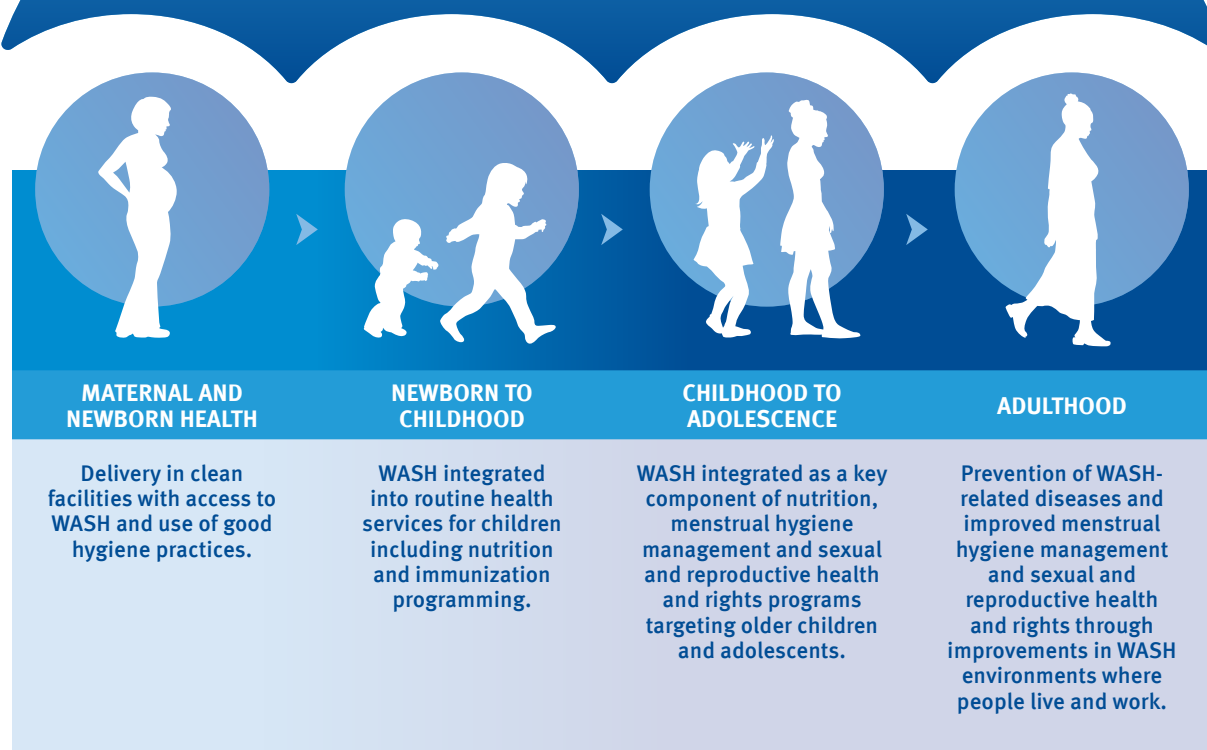 MATERNAL AND
NEWBORN HEALTH
Delivery in clean
facilities with access to
WASH and use of good
hygiene practices.
NEWBORN TO
CHILDHOOD
WASH integrated
into routine health
services for children
including nutrition
and immunization
programming.
CHILDHOOD TO
ADOLESCENCE
WASH integrated as a key
component of nutrition,
menstrual hygiene
management and sexual
and reproductive health
and rights programs
targeting older children
and adolescents.
ADULTHOOD
Prevention of WASH-
related diseases and
improved menstrual
hygiene management
and sexual and
reproductive health
and rights through
improvements in WASH
environments where
people live and work.